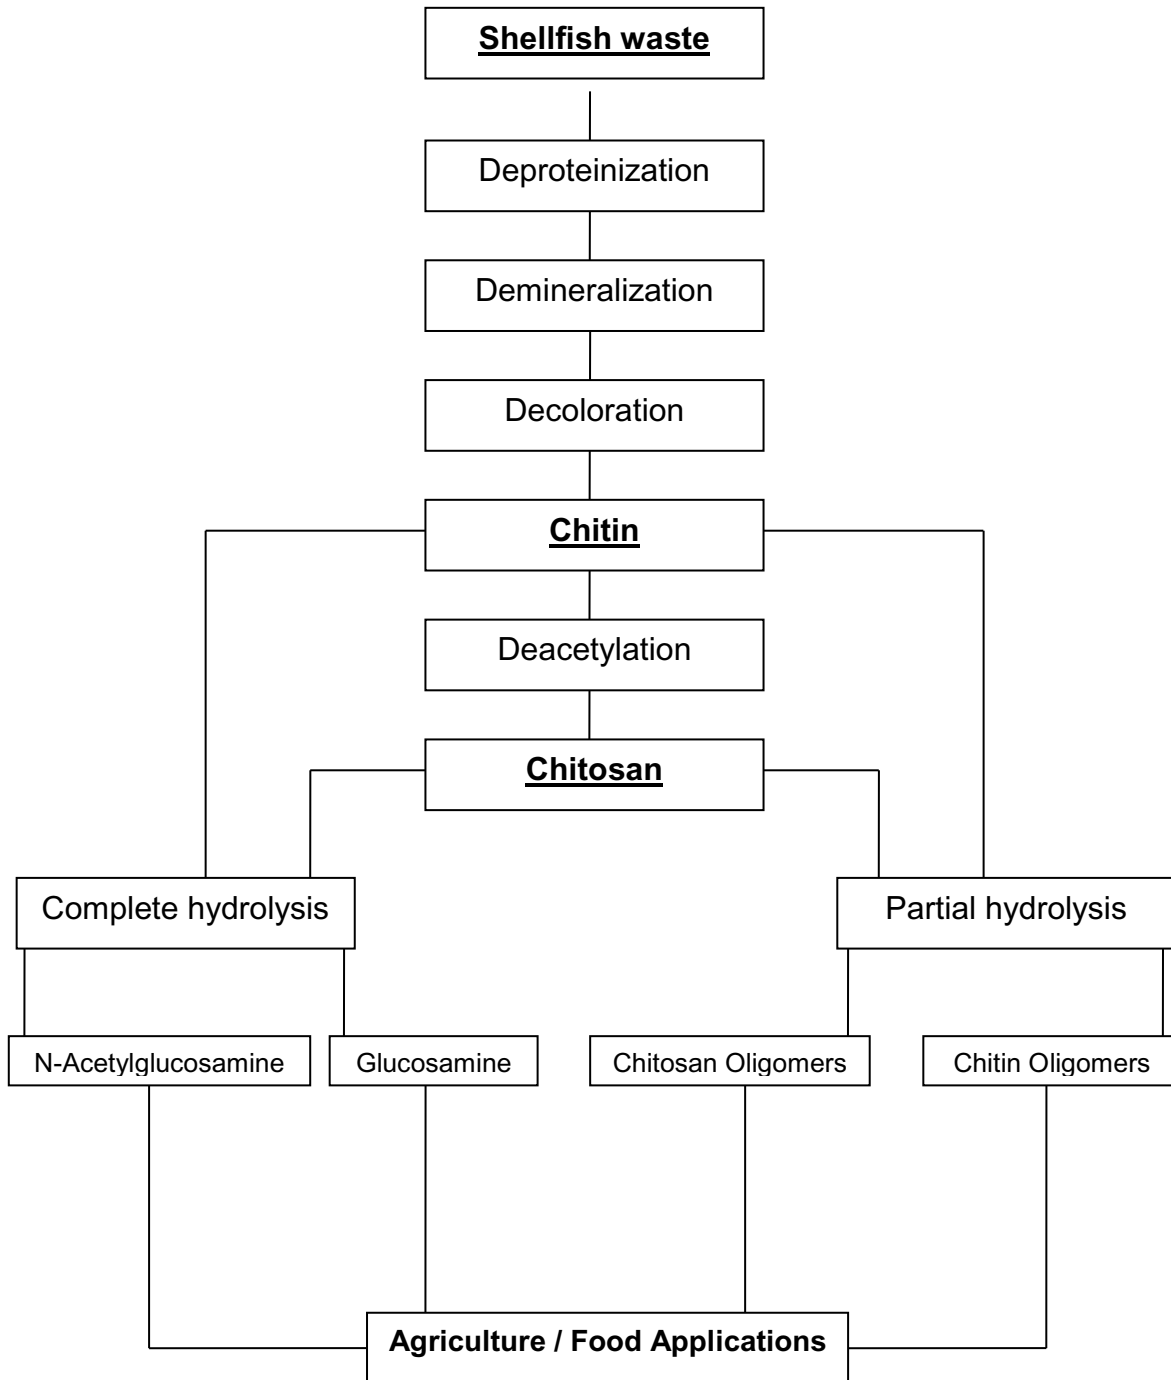 Shellfish waste
Deproteinization
Demineralization
Decoloration
Chitin
Deacetylation
Chitosan
Complete hydrolysis
Partial hydrolysis
N-Acetylglucosamine
Glucosamine
Chitosan Oligomers
Chitin Oligomers
Agriculture / Food Applications